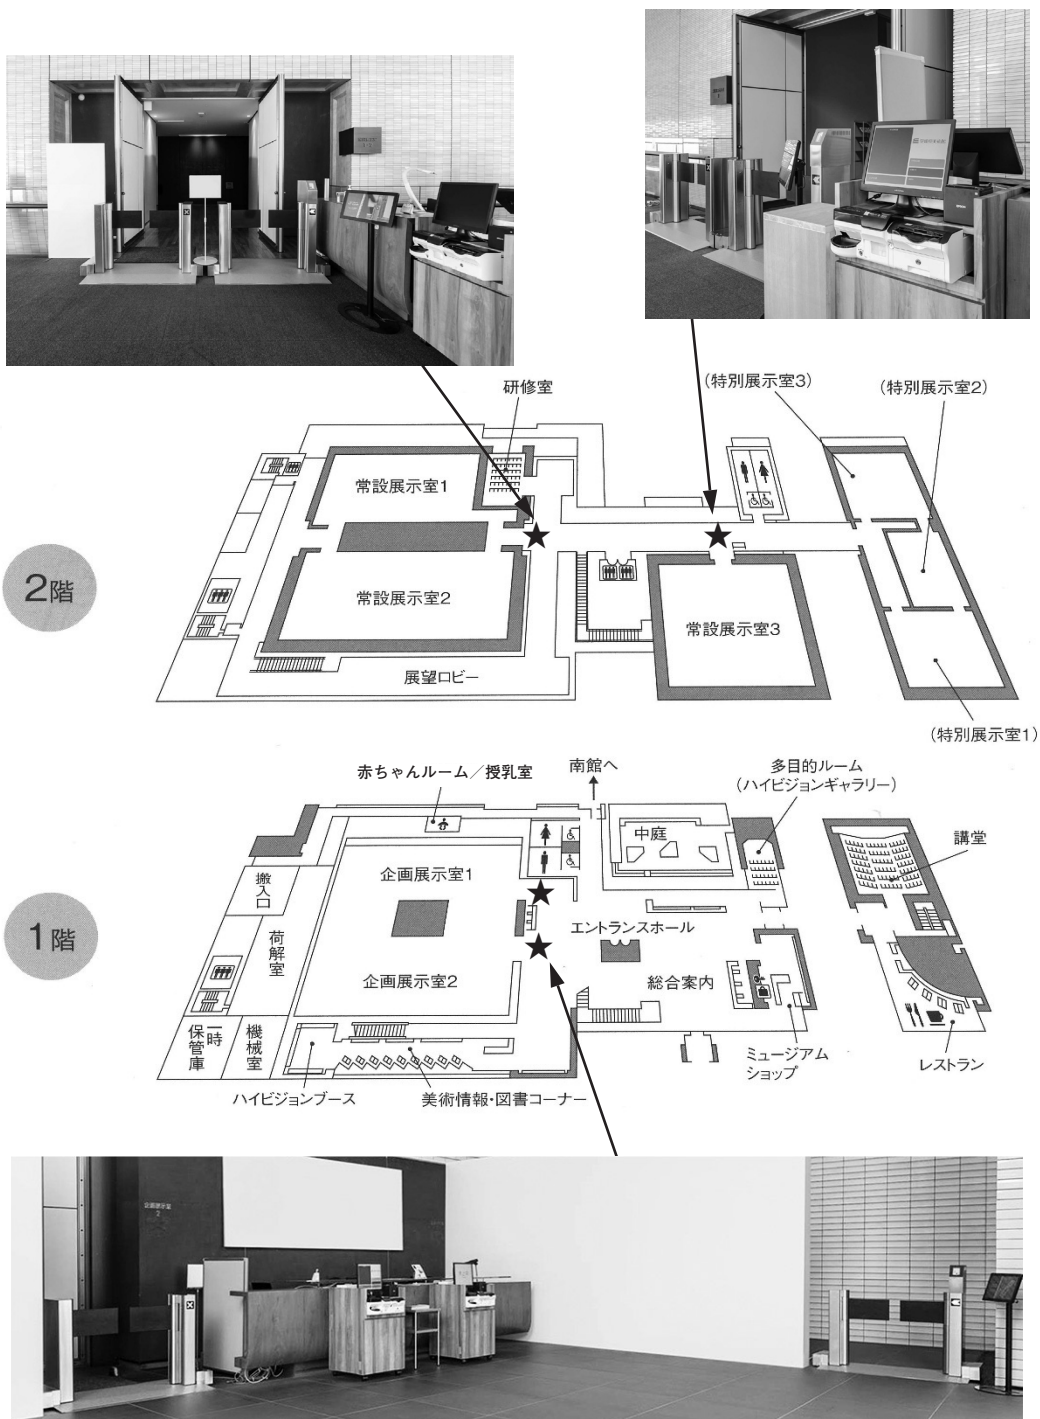 研修室
(特別展示室3)
(特別展示室2)
常設展示室1
2階
常設展示室2
常設展示室3
展望ロビー
(特別展示室1)
赤ちゃんルーム／授乳室
南館へ
多目的ルーム
(ハイビジョンギャラリー)
中庭
講堂
企画展示室1
搬入口
エントランスホール
1階
荷解室
企画展示室2
総合案内
一時
保管庫
機械室
ミュージアム
ショップ
レストラン
ハイビジョンブース
美術情報・図書コーナー
企画展示室
2